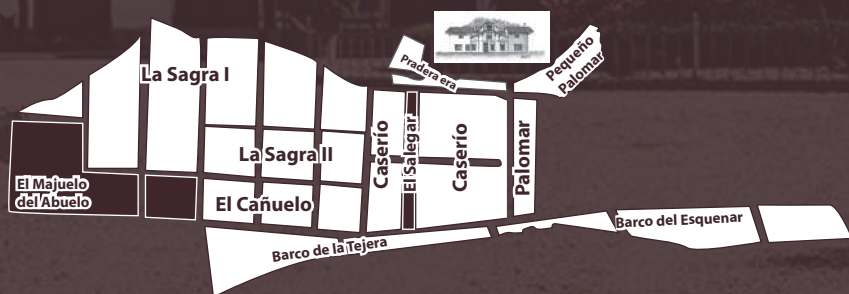 La Sagra I
Pradera era
Pequeño
Palomar
La Sagra II
Caserío
El Salegar
Caserío
Palomar
El Majuelo
del Abuelo
El Cañuelo
Barco de la Tejera
Barco del Esquenar